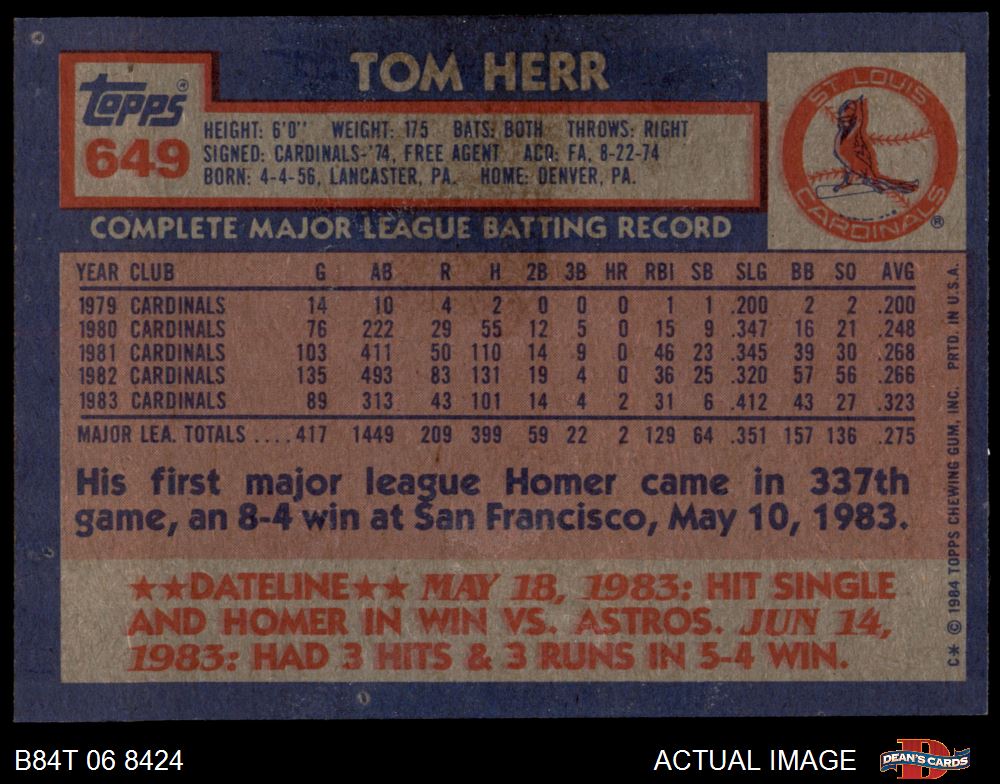 TOM HERR
Topps®
649
HEIGHT: 6'0" WEIGHT: 175 BATS: BOTH THROWS: RIGHT
SIGNED: CARDINALS-'74, FREE AGENT ACQ: FA, 8-22-74
BORN: 4-4-56, LANCASTER, PA. HOME: DENVER, PA.
ST. LOUIS
CARDINALS
®
COMPLETE MAJOR LEAGUE BATTING RECORD
YEAR CLUB G AB R H 2B 3B HR RBI SB SLG BB SO AVG
1979 CARDINALS 14 10 4 2 0 0 0 1 1 .200 2 2 .200
1980 CARDINALS 76 222 29 55 12 5 0 15 9 .347 16 21 .248
1981 CARDINALS 103 411 50 110 14 9 0 46 23 .345 39 30 .268
1982 CARDINALS 135 493 83 131 19 4 0 36 25 .320 57 56 .266
1983 CARDINALS 89 313 43 101 14 4 2 31 6 .412 43 27 .323
MAJOR LEA. TOTALS ....417 1449 209 399 59 22 2 129 64 .351 157 136 .275
His first major league Homer came in 337th
game, an 8-4 win at San Francisco, May 10, 1983.
★★DATELINE★★ MAY 18, 1983: HIT SINGLE
AND HOMER IN WIN VS. ASTROS. JUN 14,
1983: HAD 3 HITS & 3 RUNS IN 5-4 WIN.
C* © 1984 TOPPS CHEWING GUM, INC. PRTD. IN U.S.A.
B84T 06 8424
ACTUAL IMAGE
D
DEAN'S CARDS